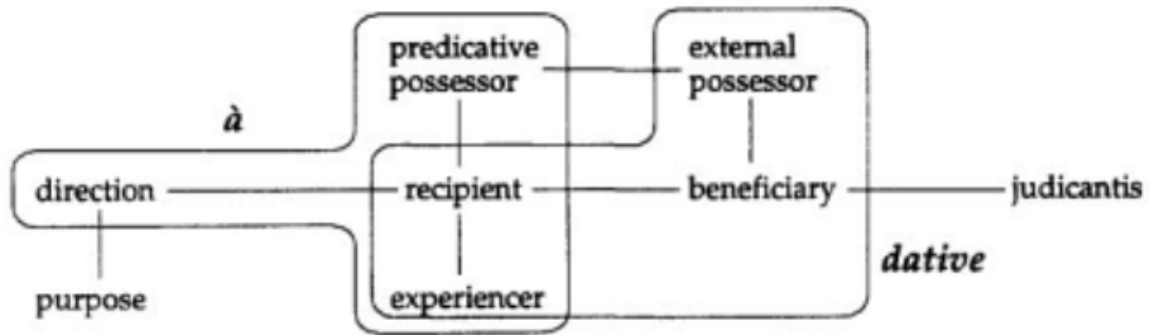 predicative external
possessor possessor
à
direction recipient beneficiary judicantis
dative
purpose experiencer